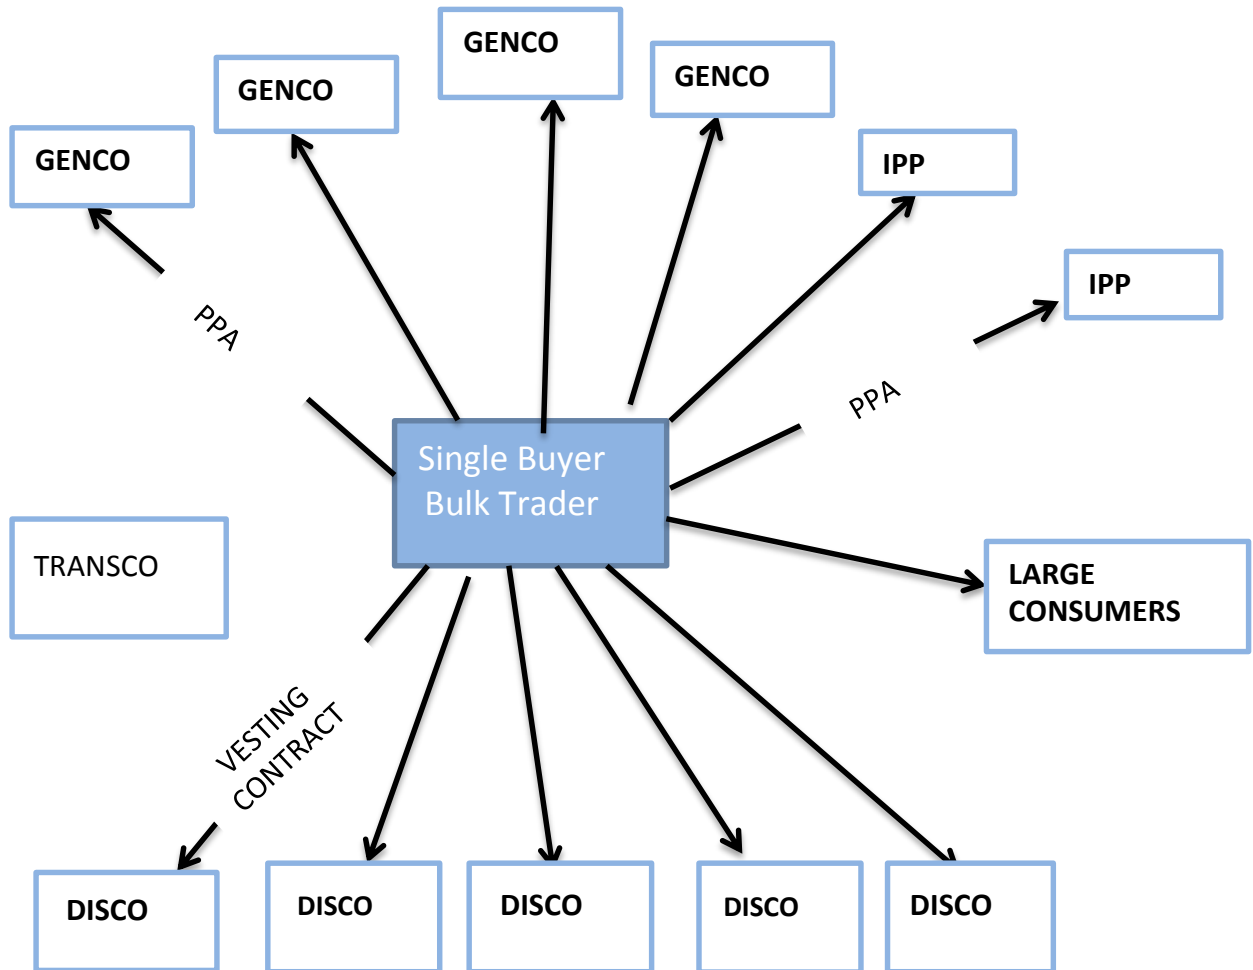 GENCO
GENCO
GENCO
GENCO
IPP
IPP
PPA
PPA
Single Buyer
Bulk Trader
TRANSCO
LARGE
CONSUMERS
VESTING
CONTRACT
DISCO
DISCO
DISCO
DISCO
DISCO